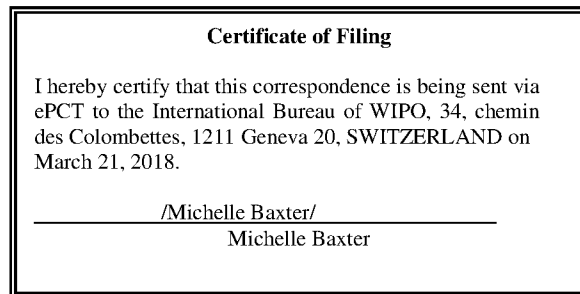 Certificate of Filing
I hereby certify that this correspondence is being sent via
ePCT to the International Bureau of WIPO, 34, chemin
des Colombettes, 1211 Geneva 20, SWITZERLAND on
March 21, 2018.
/Michelle Baxter/
Michelle Baxter